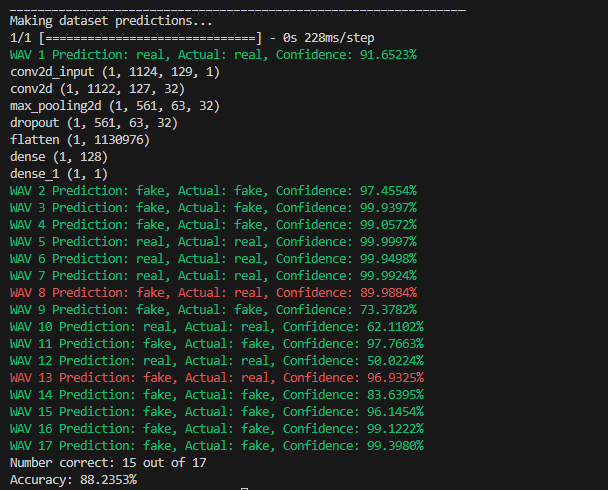 Making dataset predictions...
1/1 [==============================] - 0s 228ms/step
WAV 1 Prediction: real, Actual: real, Confidence: 91.6523%
conv2d_input (1, 1124, 129, 1)
conv2d (1, 1122, 127, 32)
max_pooling2d (1, 561, 63, 32)
dropout (1, 561, 63, 32)
flatten (1, 1130976)
dense (1, 128)
dense_1 (1, 1)
WAV 2 Prediction: fake, Actual: fake, Confidence: 97.4554%
WAV 3 Prediction: fake, Actual: fake, Confidence: 99.9397%
WAV 4 Prediction: fake, Actual: fake, Confidence: 99.0572%
WAV 5 Prediction: real, Actual: real, Confidence: 99.9997%
WAV 6 Prediction: real, Actual: real, Confidence: 99.9498%
WAV 7 Prediction: real, Actual: real, Confidence: 99.9924%
WAV 8 Prediction: fake, Actual: real, Confidence: 89.9884%
WAV 9 Prediction: fake, Actual: fake, Confidence: 73.3782%
WAV 10 Prediction: real, Actual: real, Confidence: 62.1102%
WAV 11 Prediction: fake, Actual: fake, Confidence: 97.7663%
WAV 12 Prediction: real, Actual: real, Confidence: 50.0224%
WAV 13 Prediction: fake, Actual: real, Confidence: 96.9325%
WAV 14 Prediction: fake, Actual: fake, Confidence: 83.6395%
WAV 15 Prediction: fake, Actual: fake, Confidence: 96.1454%
WAV 16 Prediction: fake, Actual: fake, Confidence: 99.1222%
WAV 17 Prediction: fake, Actual: fake, Confidence: 99.3980%
Number correct: 15 out of 17
Accuracy: 88.2353%